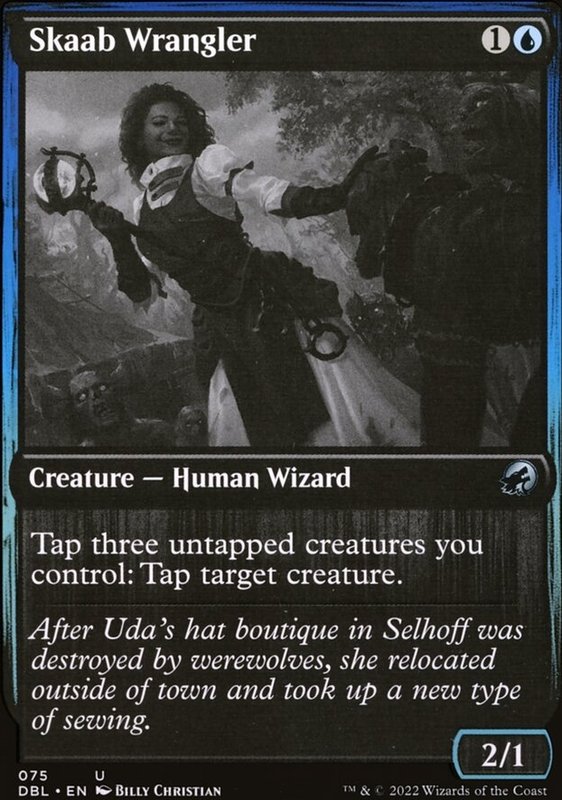 Skaab Wrangler 1
Creature — Human Wizard
Tap three untapped creatures you
control: Tap target creature.
After Uda's hat boutique in Selhoff was
destroyed by werewolves, she relocated
outside of town and took up a new type
of sewing.
2/1
075 U
DBL • EN BILLY CHRISTIAN ™ & © 2022 Wizards of the Coast